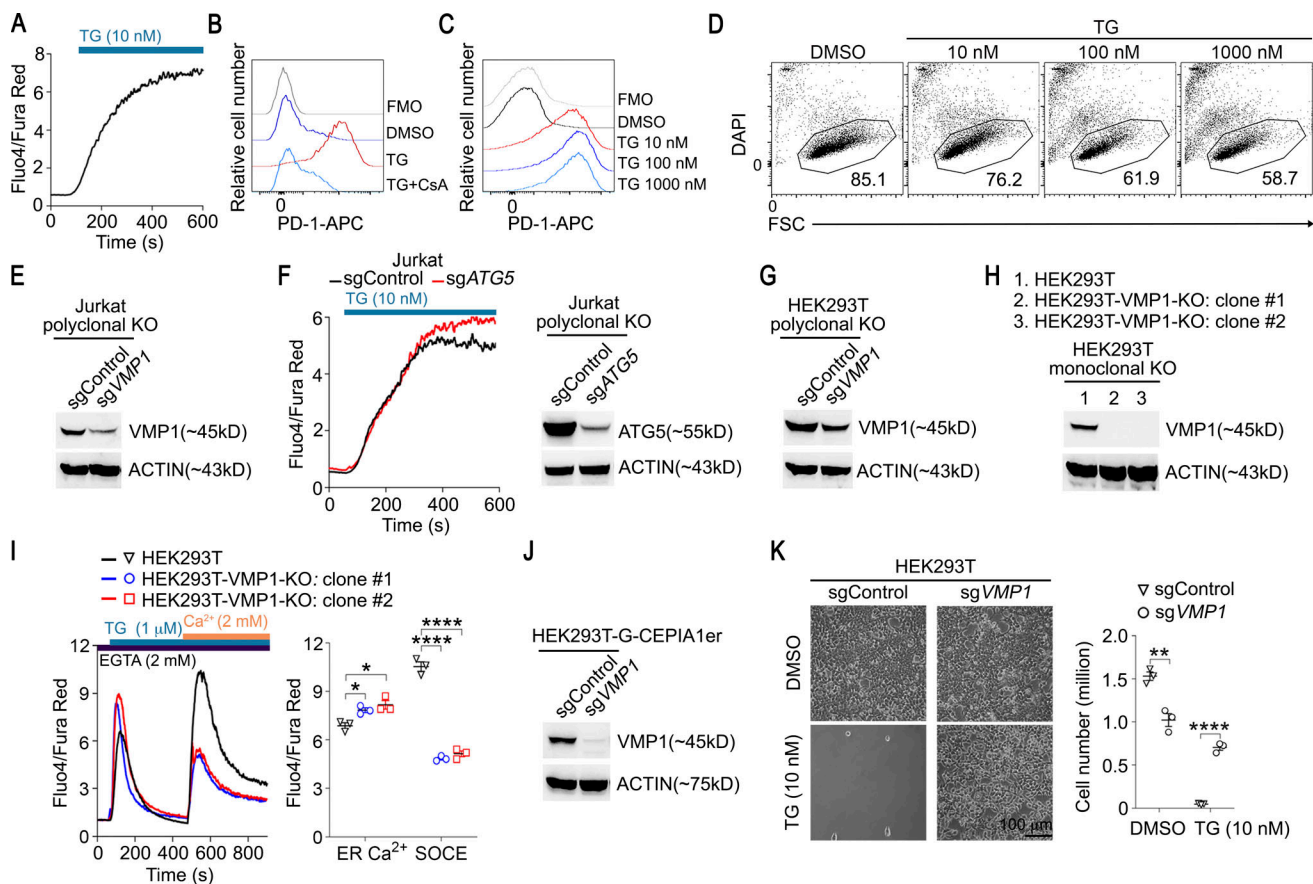 A
TG (10 nM)
Fluo4/Fura Red
8
6
4
2
0
0 200 400 600
Time (s)
B
Relative cell number
FMO
DMSO
TG
TG+CsA
0
PD-1-APC
C
Relative cell number
FMO
DMSO
TG 10 nM
TG 100 nM
TG 1000 nM
0
PD-1-APC
D
TG
DMSO 10 nM 100 nM 1000 nM
DAPI
0
85.1 76.2 61.9 58.7
FSC
E
Jurkat
polyclonal KO
sgControl
sgVMP1
VMP1(~45kD)
ACTIN(~43kD)
F
Jurkat
sgControl sgATG5
TG (10 nM)
Fluo4/Fura Red
6
4
2
0
0 200 400 600
Time (s)
Jurkat
polyclonal KO
sgControl
sgATG5
ATG5(~55kD)
ACTIN(~43kD)
G
HEK293T
polyclonal KO
sgControl
sgVMP1
VMP1(~45kD)
ACTIN(~43kD)
H
1. HEK293T
2. HEK293T-VMP1-KO: clone #1
3. HEK293T-VMP1-KO: clone #2
HEK293T
monoclonal KO
1 2 3
VMP1(~45kD)
ACTIN(~43kD)
I
HEK293T
HEK293T-VMP1-KO: clone #1
HEK293T-VMP1-KO: clone #2
Ca²⁺ (2 mM)
TG (1 μM)
EGTA (2 mM)
Fluo4/Fura Red
12
9
6
3
0
0 200 400 600 800
Time (s)
Fluo4/Fura Red
12
9
6
3
0
****
****
*
*
ER Ca²⁺ SOCE
J
HEK293T-G-CEPIA1er
sgControl
sgVMP1
VMP1(~45kD)
ACTIN(~75kD)
K
HEK293T
sgControl sgVMP1
DMSO
TG (10 nM)
100 μm
sgControl
sgVMP1
Cell number (million)
2.0
1.5
1.0
0.5
0
**
****
DMSO TG (10 nM)